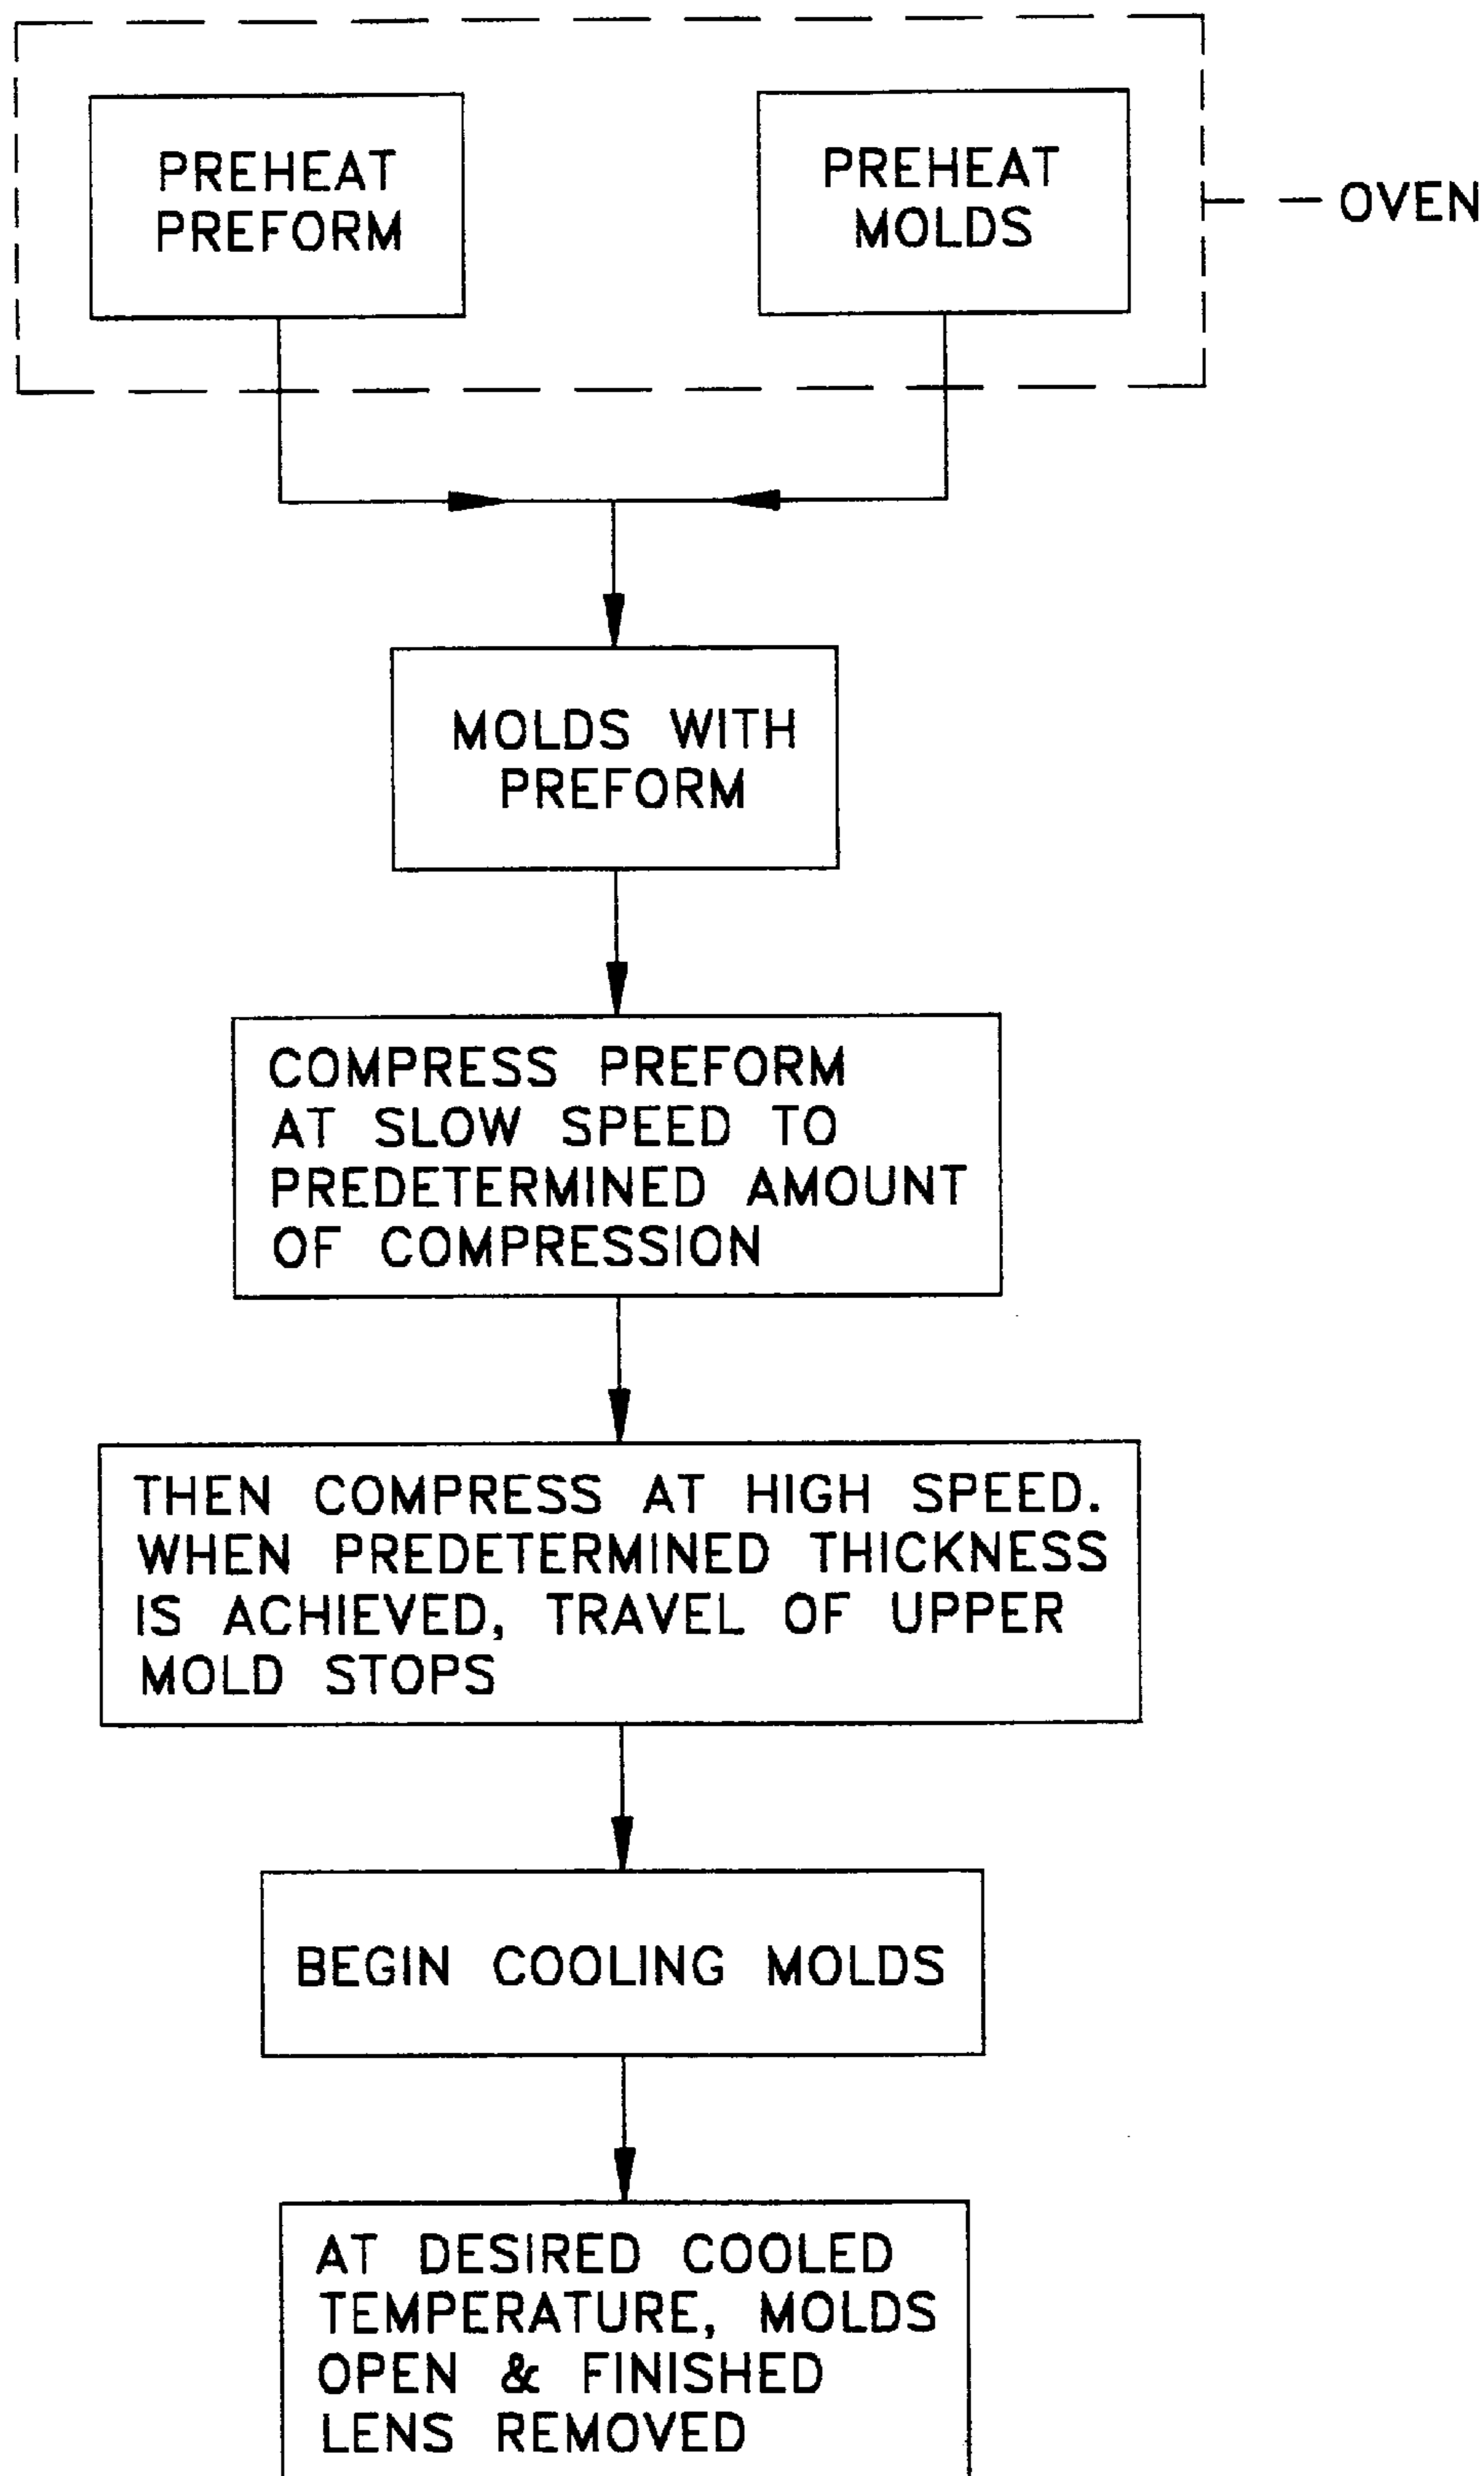 PREHEAT
PREFORM
PREHEAT
MOLDS
OVEN
MOLDS WITH
PREFORM
COMPRESS PREFORM
AT SLOW SPEED TO
PREDETERMINED AMOUNT
OF COMPRESSION
THEN COMPRESS AT HIGH SPEED.
WHEN PREDETERMINED THICKNESS
IS ACHIEVED, TRAVEL OF UPPER
MOLD STOPS
BEGIN COOLING MOLDS
AT DESIRED COOLED
TEMPERATURE, MOLDS
OPEN & FINISHED
LENS REMOVED